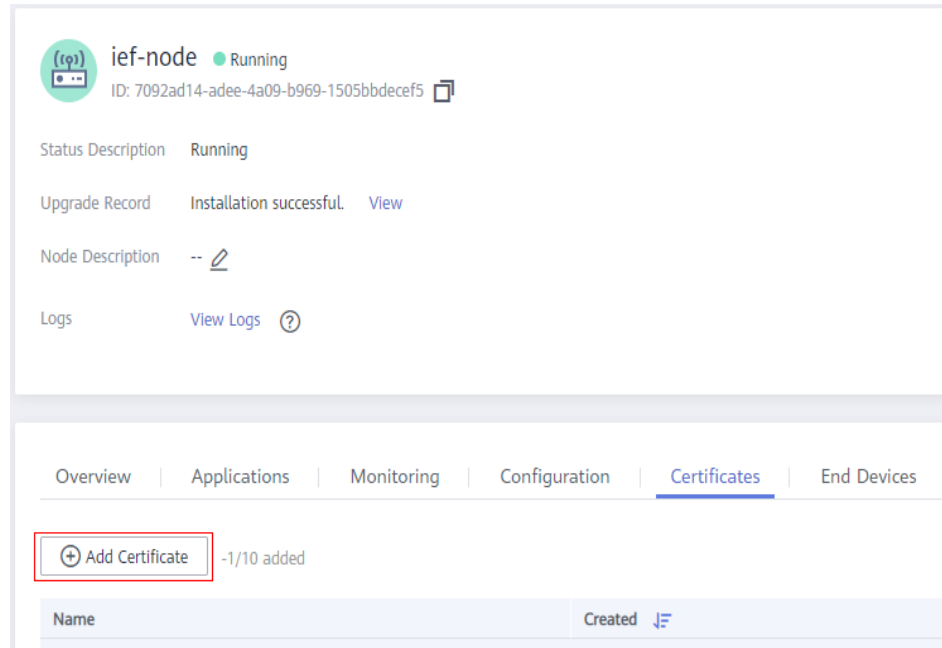 ief-node Running
ID: 7092ad14-adee-4a09-b969-1505bbdecef5
Status Description Running
Upgrade Record Installation successful. View
Node Description --
Logs View Logs ?
Overview Applications Monitoring Configuration Certificates End Devices
Add Certificate -1/10 added
Name Created